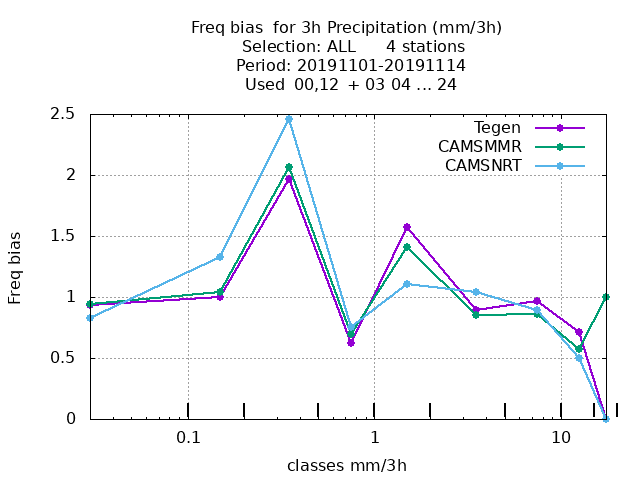 Freq bias  for 3h Precipitation (mm/3h)
Selection: ALL      4 stations
Period: 20191101-20191114
Used  00,12  + 03 04 ... 24
Tegen
CAMSMMR
CAMSNRT
2.5
2
1.5
1
0.5
0
Freq bias
0.1
1
10
classes mm/3h